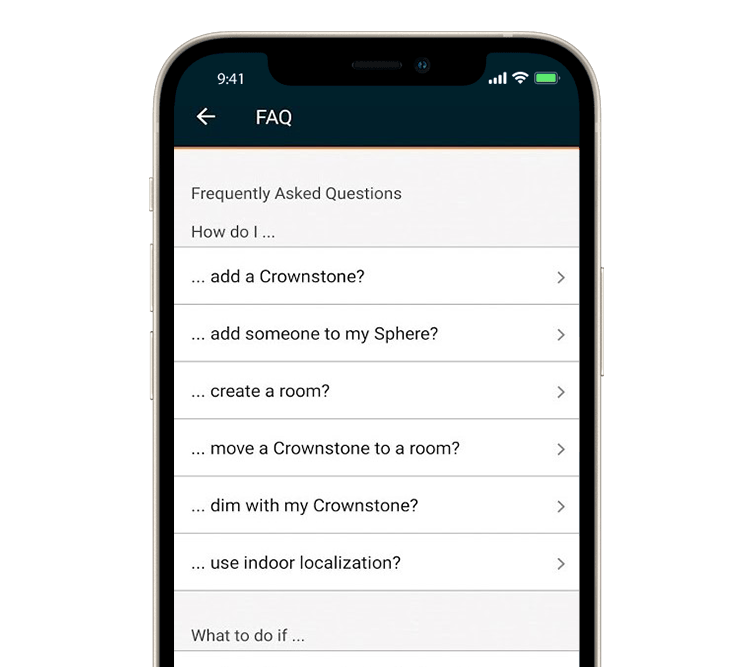 9:41
FAQ
Frequently Asked Questions
How do I ...
... add a Crownstone?
... add someone to my Sphere?
... create a room?
... move a Crownstone to a room?
... dim with my Crownstone?
... use indoor localization?
What to do if ...